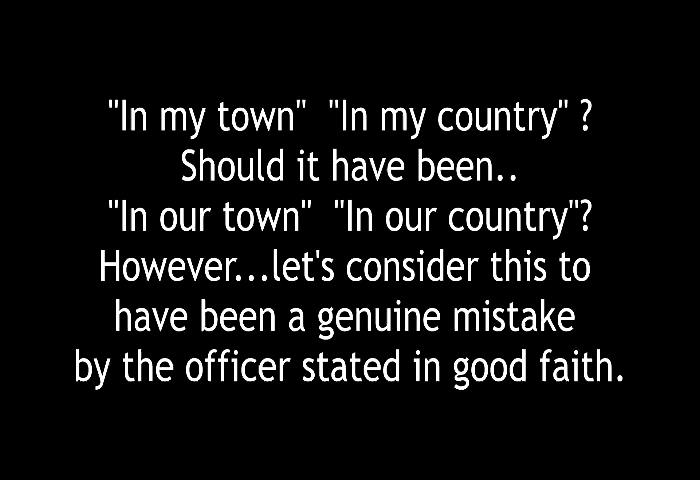 "In my town"  "In my country" ?
Should it have been..
"In our town"  "In our country"?
However...let's consider this to
have been a genuine mistake
by the officer stated in good faith.